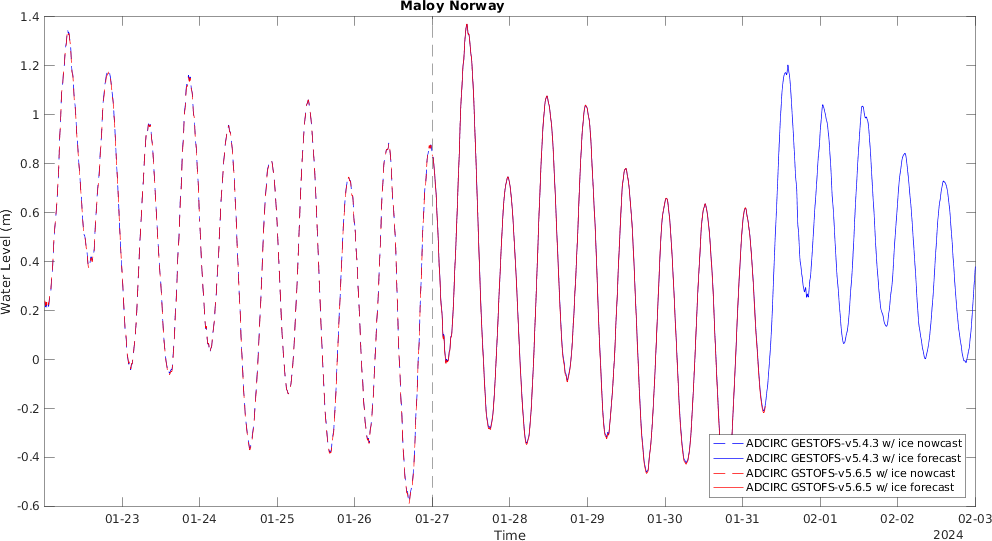 Maloy Norway
1.4
1.2
1
0.8
0.6
0.4
0.2
0
-0.2
-0.4
-0.6
Water Level (m)
ADCIRC GESTOFS-v5.4.3 w/ ice nowcast
ADCIRC GESTOFS-v5.4.3 w/ ice forecast
ADCIRC GSTOFS-v5.6.5 w/ ice nowcast
ADCIRC GSTOFS-v5.6.5 w/ ice forecast
01-23 01-24 01-25 01-26 01-27 01-28 01-29 01-30 01-31 02-01 02-02 02-03
Time
2024